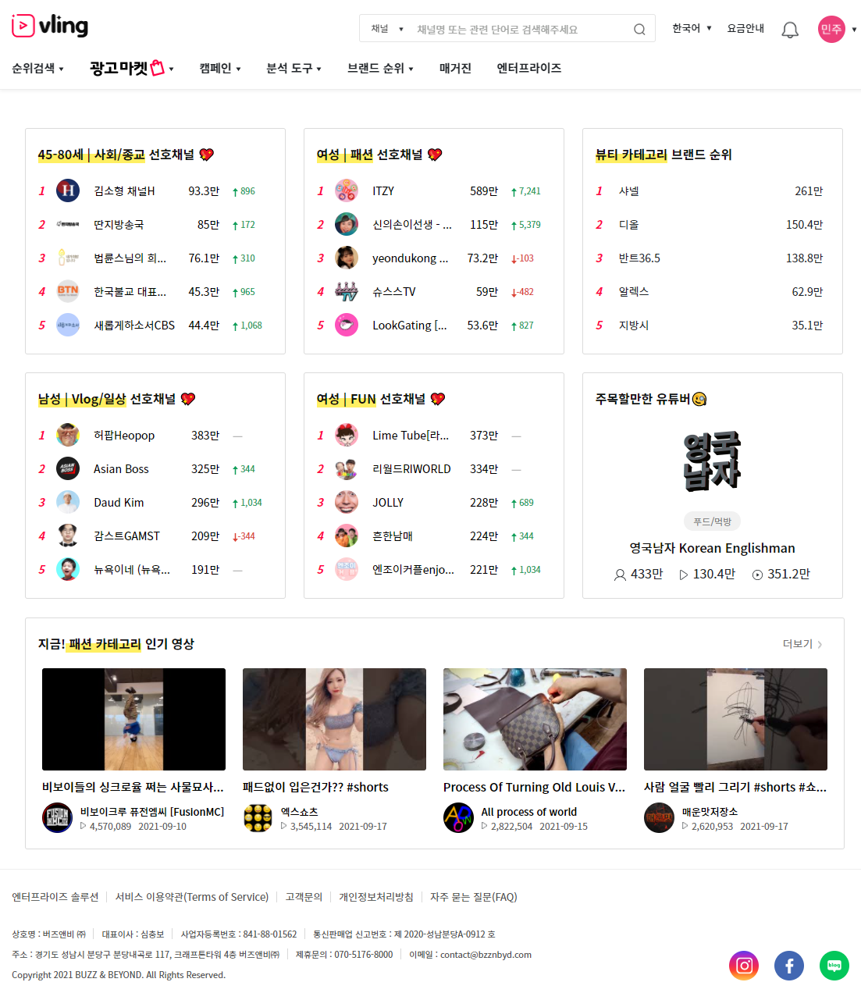 vling
채널 ▼ 채널명 또는 관련 단어로 검색해주세요
한국어 ▼ 요금안내 민주 ▼
순위검색 ▼ 광고마켓 ▼ 캠페인 ▼ 분석 도구 ▼ 브랜드 순위 ▼ 매거진 엔터프라이즈
45-80세 | 사회/종교 선호채널 💖
1 김소형 채널H 93.3만 ↑ 896
2 딴지방송국 85만 ↑ 172
3 법륜스님의 희... 76.1만 ↑ 310
4 BTN 한국불교 대표... 45.3만 ↑ 965
5 새롭게하소서CBS 44.4만 ↑ 1,068
여성 | 패션 선호채널 💖
1 ITZY 589만 ↑ 7,241
2 신의손이선생 - ... 115만 ↑ 5,379
3 yeondukong ... 73.2만 ↓-103
4 슈스스TV 59만 ↓-482
5 LookGating [... 53.6만 ↑ 827
뷰티 카테고리 브랜드 순위
1 샤넬 261만
2 디올 150.4만
3 반트36.5 138.8만
4 알렉스 62.9만
5 지방시 35.1만
남성 | Vlog/일상 선호채널 💖
1 허팝Heopop 383만 —
2 ASIAN BOSS Asian Boss 325만 ↑ 344
3 Daud Kim 296만 ↑ 1,034
4 감스트GAMST 209만 ↓-344
5 뉴욕이네 (뉴욕... 191만 —
여성 | FUN 선호채널 💖
1 Lime Tube[라... 373만 —
2 리월드RIWORLD 334만 —
3 JOLLY 228만 ↑ 689
4 흔한남매 224만 ↑ 344
5 엔조이커플enjo... 221만 ↑ 1,034
주목할만한 유튜버🧐
영국
남자
푸드/먹방
영국남자 Korean Englishman
433만 130.4만 351.2만
지금! 패션 카테고리 인기 영상 더보기 >
비보이들의 싱크로율 쩌는 사물묘사...
비보이크루 퓨전엠씨 [FusionMC]
4,570,089 2021-09-10
패드없이 입은건가?? #shorts
엑스쇼츠
3,545,114 2021-09-17
Process Of Turning Old Louis V...
All process of world
2,822,504 2021-09-15
사람 얼굴 빨리 그리기 #shorts #쇼...
매운맛저장소
2,620,953 2021-09-17
엔터프라이즈 솔루션 | 서비스 이용약관(Terms of Service) | 고객문의 | 개인정보처리방침 | 자주 묻는 질문(FAQ)
상호명 : 버즈앤비 ㈜ | 대표이사 : 심충보 | 사업자등록번호 : 841-88-01562 | 통신판매업 신고번호 : 제 2020-성남분당A-0912 호
주소 : 경기도 성남시 분당구 분당내곡로 117, 크래프톤타워 4층 버즈앤비㈜ | 제휴문의 : 070-5176-8000 | 이메일 : contact@bzznbyd.com
Copyright 2021 BUZZ & BEYOND. All Rights Reserved.
blog